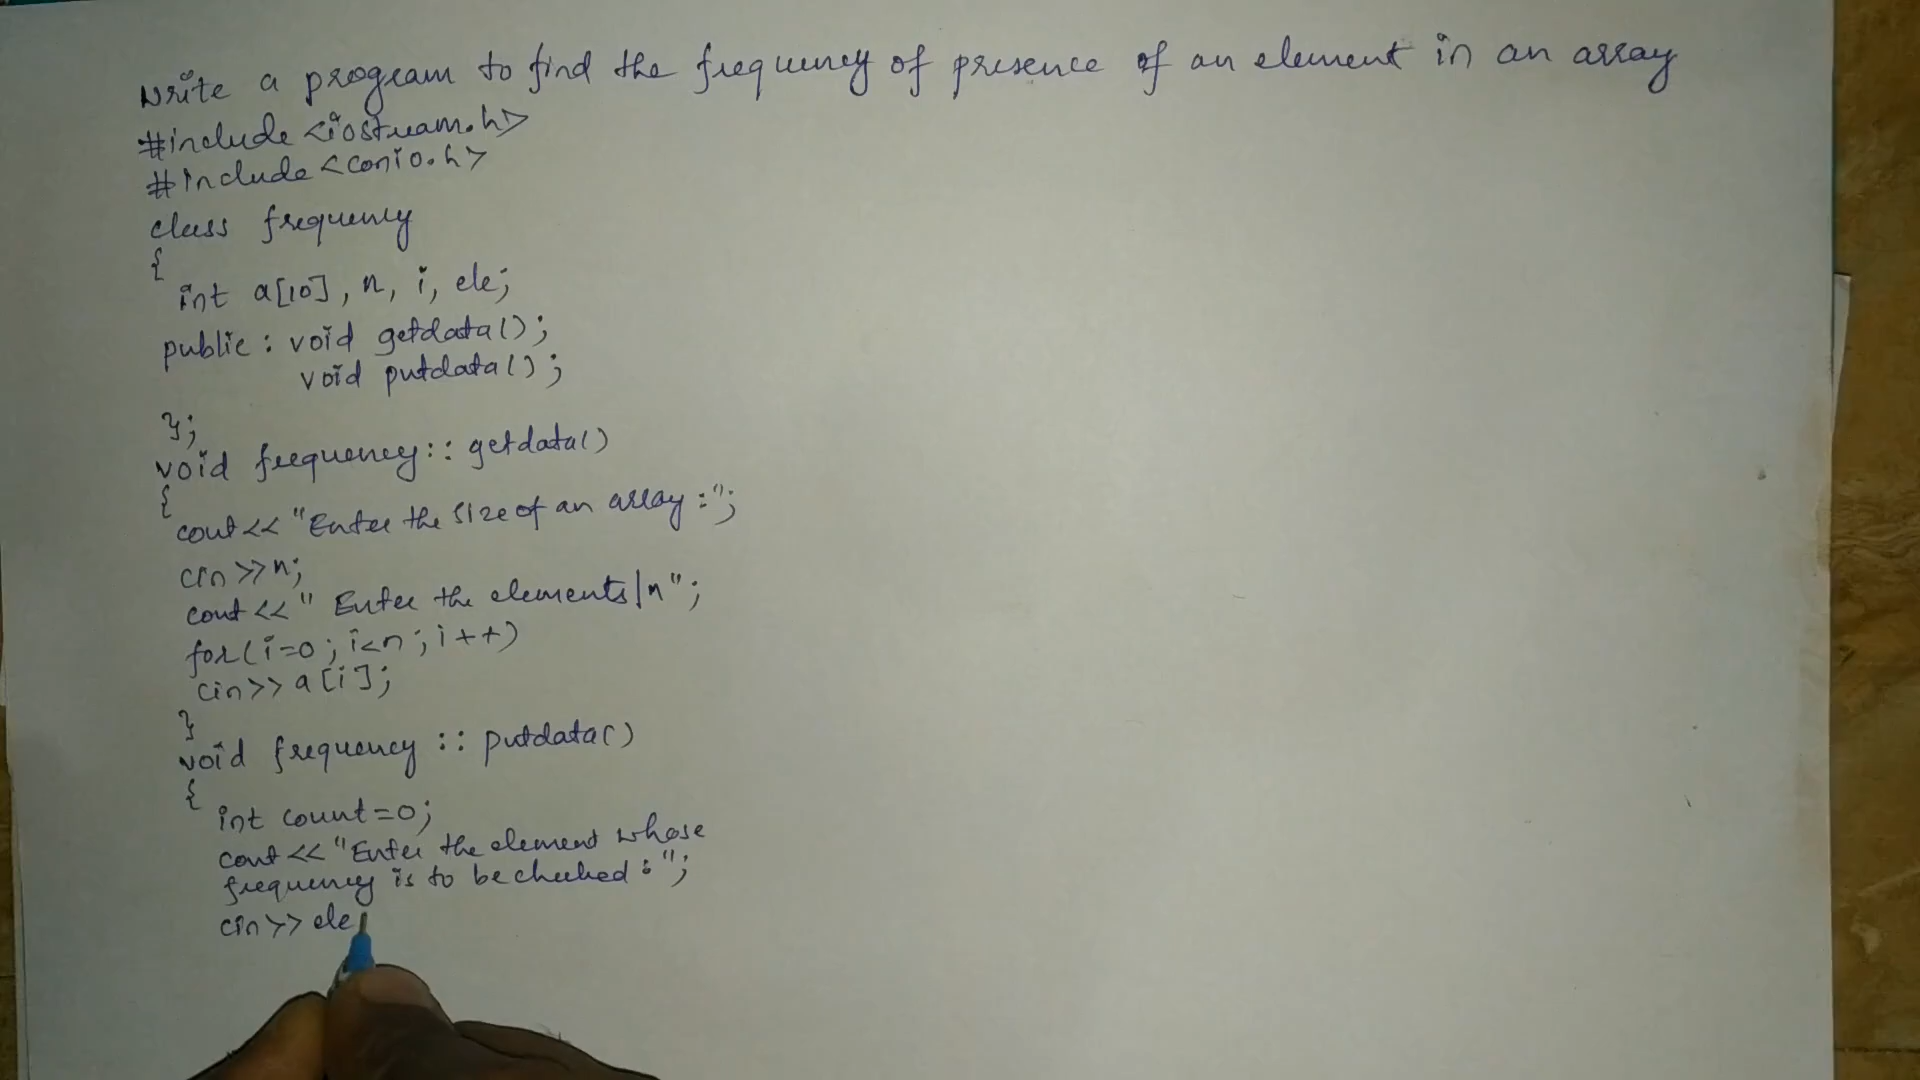 Write a program to find the frequency of presence of an element in an array
#include <iostream.h>
#include <conio.h>
class frequency
{
int a[10], n, i, ele;
public: void getdata();
void putdata();
};
void frequency:: getdata()
{
cout<< "Enter the size of an array :";
cin >>n;
cout << " Enter the elements\n";
for(i=0; i<n; i++)
cin>> a[i];
}
void frequency :: putdata()
{
int count=0;
cout << "Enter the element whose
frequency is to be checked :";
cin>> ele